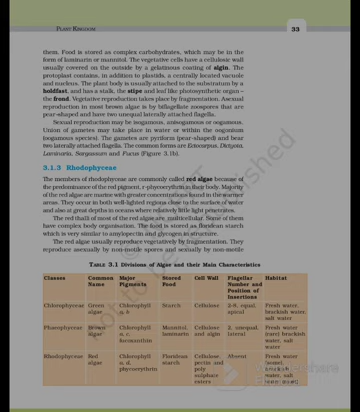 PLANT KINGDOM 33
them. Food is stored as complex carbohydrates, which may be in the
form of laminarin or mannitol. The vegetative cells have a cellulosic wall
usually covered on the outside by a gelatinous coating of algin. The
protoplast contains, in addition to plastids, a centrally located vacuole
and nucleus. The plant body is usually attached to the substratum by a
holdfast, and has a stalk, the stipe and leaf like photosynthetic organ –
the frond. Vegetative reproduction takes place by fragmentation. Asexual
reproduction in most brown algae is by biflagellate zoospores that are
pear-shaped and have two unequal laterally attached flagella.
Sexual reproduction may be isogamous, anisogamous or oogamous.
Union of gametes may take place in water or within the oogonium
(oogamous species). The gametes are pyriform (pear-shaped) and bear
two laterally attached flagella. The common forms are Ectocarpus, Dictyota,
Laminaria, Sargassum and Fucus (Figure 3.1b).
3.1.3 Rhodophyceae
The members of rhodophyceae are commonly called red algae because of
the predominance of the red pigment, r-phycoerythrin in their body. Majority
of the red algae are marine with greater concentrations found in the warmer
areas. They occur in both well-lighted regions close to the surface of water
and also at great depths in oceans where relatively little light penetrates.
The red thalli of most of the red algae are multicellular. Some of them
have complex body organisation. The food is stored as floridean starch
which is very similar to amylopectin and glycogen in structure.
The red algae usually reproduce vegetatively by fragmentation. They
reproduce asexually by non-motile spores and sexually by non-motile
TABLE 3.1 Divisions of Algae and their Main Characteristics
Classes Common Major Stored Cell Wall Flagellar Habitat
Name Pigments Food Number and
Position of
Insertions
Chlorophyceae Green Chlorophyll Starch Cellulose 2-8, equal, Fresh water,
algae a, b apical brackish water,
salt water
Phaeophyceae Brown Chlorophyll Mannitol, Cellulose 2, unequal, Fresh water
algae a, c, laminarin and algin lateral (rare) brackish
fucoxanthin water, salt
water
Rhodophyceae Red Chlorophyll Floridean Cellulose, Absent Fresh water
algae a, d, starch pectin and (some),
phycoerythrin poly brackish
sulphate water, salt
esters water (most)